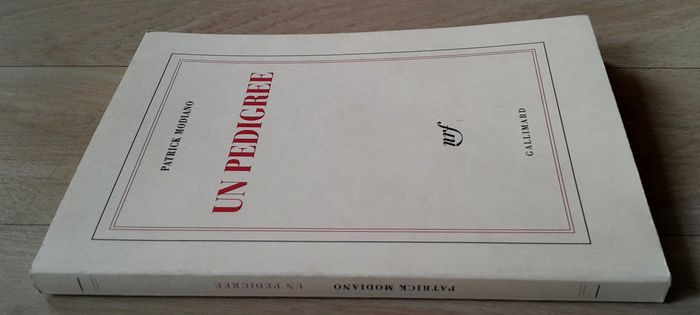 PATRICK MODIANO
UN PEDIGREE
nrf
GALLIMARD
PATRICK MODIANO UN PEDIGREE